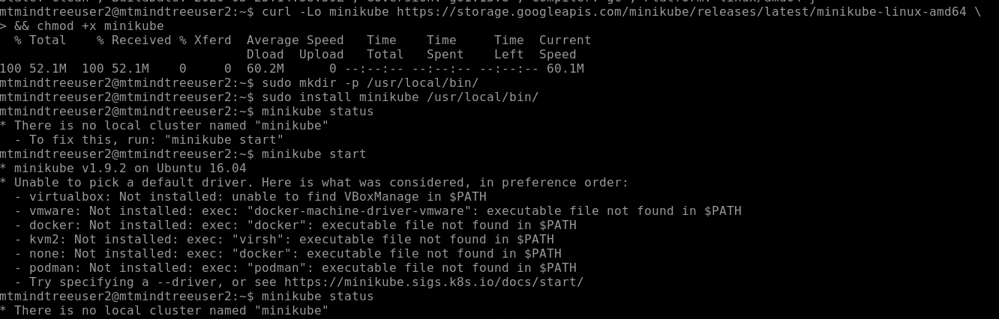 mtmindtreeuser2@mtmindtreeuser2:~$ curl -Lo minikube https://storage.googleapis.com/minikube/releases/latest/minikube-linux-amd64 \
> && chmod +x minikube
  % Total    % Received % Xferd  Average Speed   Time    Time     Time  Current
                                 Dload  Upload   Total   Spent    Left  Speed
100 52.1M  100 52.1M    0     0  60.2M      0 --:--:-- --:--:-- --:--:-- 60.1M
mtmindtreeuser2@mtmindtreeuser2:~$ sudo mkdir -p /usr/local/bin/
mtmindtreeuser2@mtmindtreeuser2:~$ sudo install minikube /usr/local/bin/
mtmindtreeuser2@mtmindtreeuser2:~$ minikube status
* There is no local cluster named "minikube"
  - To fix this, run: "minikube start"
mtmindtreeuser2@mtmindtreeuser2:~$ minikube start
* minikube v1.9.2 on Ubuntu 16.04
* Unable to pick a default driver. Here is what was considered, in preference order:
  - virtualbox: Not installed: unable to find VBoxManage in $PATH
  - vmware: Not installed: exec: "docker-machine-driver-vmware": executable file not found in $PATH
  - docker: Not installed: exec: "docker": executable file not found in $PATH
  - kvm2: Not installed: exec: "virsh": executable file not found in $PATH
  - none: Not installed: exec: "docker": executable file not found in $PATH
  - podman: Not installed: exec: "podman": executable file not found in $PATH
  - Try specifying a --driver, or see https://minikube.sigs.k8s.io/docs/start/
mtmindtreeuser2@mtmindtreeuser2:~$ minikube status
* There is no local cluster named "minikube"